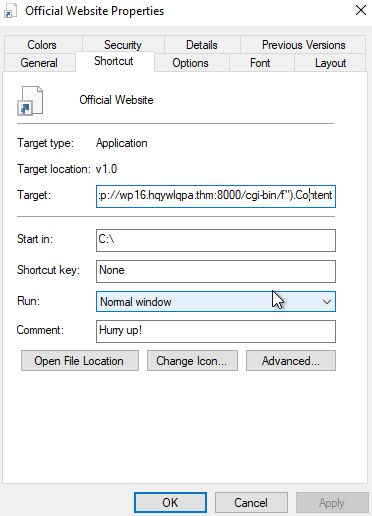 Official Website Properties
Colors Security Details Previous Versions
General Shortcut Options Font Layout
Official Website
Target type: Application
Target location: v1.0
Target: :p://wp16.hqywlqpa.thm:8000/cgi-bin/f").Content
Start in: C:\
Shortcut key: None
Run: Normal window
Comment: Hurry up!
Open File Location Change Icon... Advanced...
OK Cancel Apply